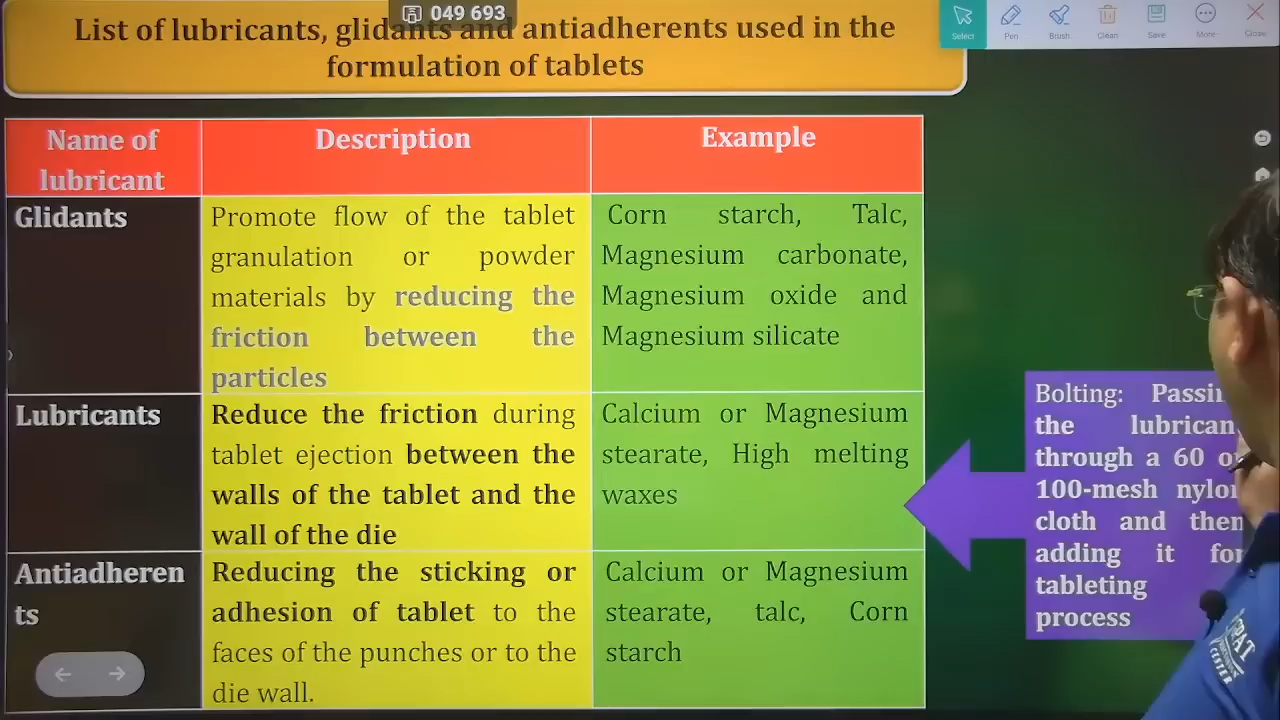 049 693
List of lubricants, glidants and antiadherents used in the
formulation of tablets
Select Pen Brush Clean Save More Close
Name of
lubricant
Description
Example
Glidants
Promote flow of the tablet
granulation or powder
materials by reducing the
friction between the
particles
Corn starch, Talc,
Magnesium carbonate,
Magnesium oxide and
Magnesium silicate
Lubricants
Reduce the friction during
tablet ejection between the
walls of the tablet and the
wall of the die
Calcium or Magnesium
stearate, High melting
waxes
Antiadheren
ts
Reducing the sticking or
adhesion of tablet to the
faces of the punches or to the
die wall.
Calcium or Magnesium
stearate, talc, Corn
starch
Bolting: Passin
the lubrican
through a 60 o
100-mesh nylon
cloth and then
adding it for
tableting
process
GPAT
CENTER